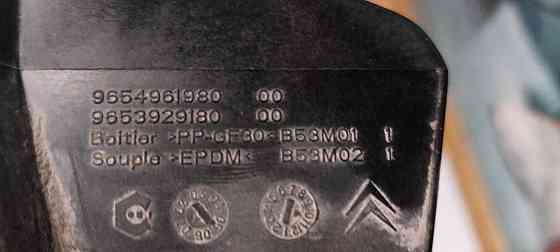 9654961980 00
9653929180 00
Boitier >PP-GF30< B53M01 1
Souple >EPDM< B53M02 1